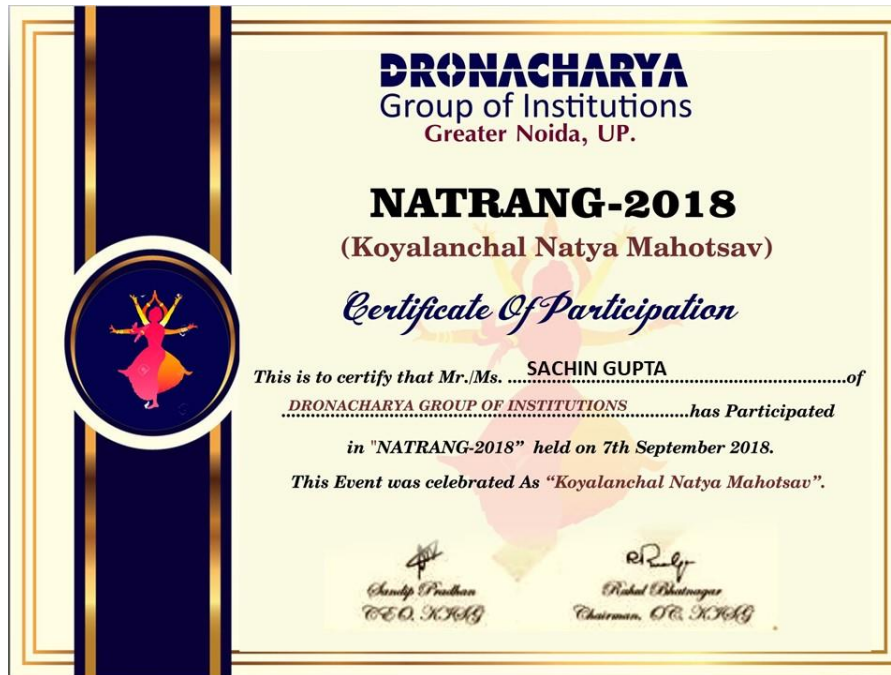 DRONACHARYA
Group of Institutions
Greater Noida, UP.
NATRANG-2018
(Koyalanchal Natya Mahotsav)
Certificate Of Participation
This is to certify that Mr./Ms. ... SACHIN GUPTA ...of
DRONACHARYA GROUP OF INSTITUTIONS ...has Participated
in "NATRANG-2018” held on 7th September 2018.
This Event was celebrated As “Koyalanchal Natya Mahotsav”.
Sandip Pradhan
Rahul Bhatnagar
CEO, KISG
Chairman, OC, KISG